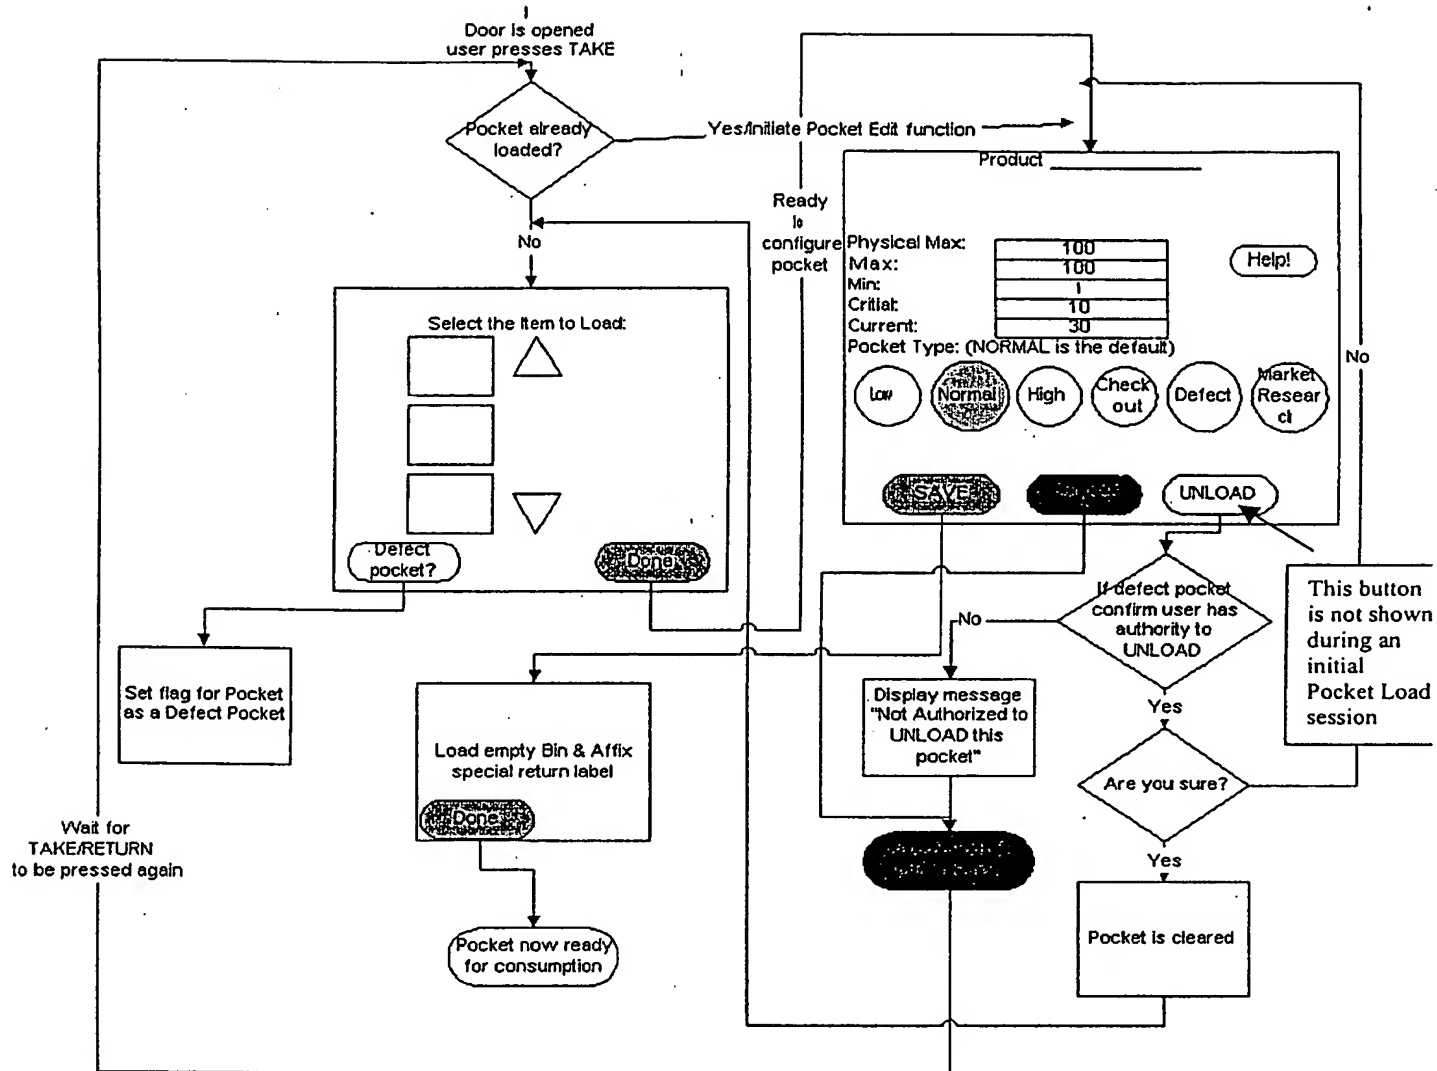 Door is opened
user presses TAKE
Pocket already
loaded?
Yes/Initiate Pocket Edit function
No
Ready
to
configure
pocket
Select the Item to Load:
Defect
pocket?
Done
Set flag for Pocket
as a Defect Pocket
Product
Physical Max: 100
Max: 100
Min: 1
Critial: 10
Current: 30
Help!
Pocket Type: (NORMAL is the default)
Low
Normal
High
Check
out
Defect
Market
Resear
ch
SAVE
UNLOAD
No
If defect pocket
confirm user has
authority to
UNLOAD
This button
is not shown
during an
initial
Pocket Load
session
No
Yes
Display message
"Not Authorized to
UNLOAD this
pocket"
Are you sure?
Yes
Load empty Bin & Affix
special return label
Done
Wait for
TAKE/RETURN
to be pressed again
Pocket now ready
for consumption
Pocket is cleared